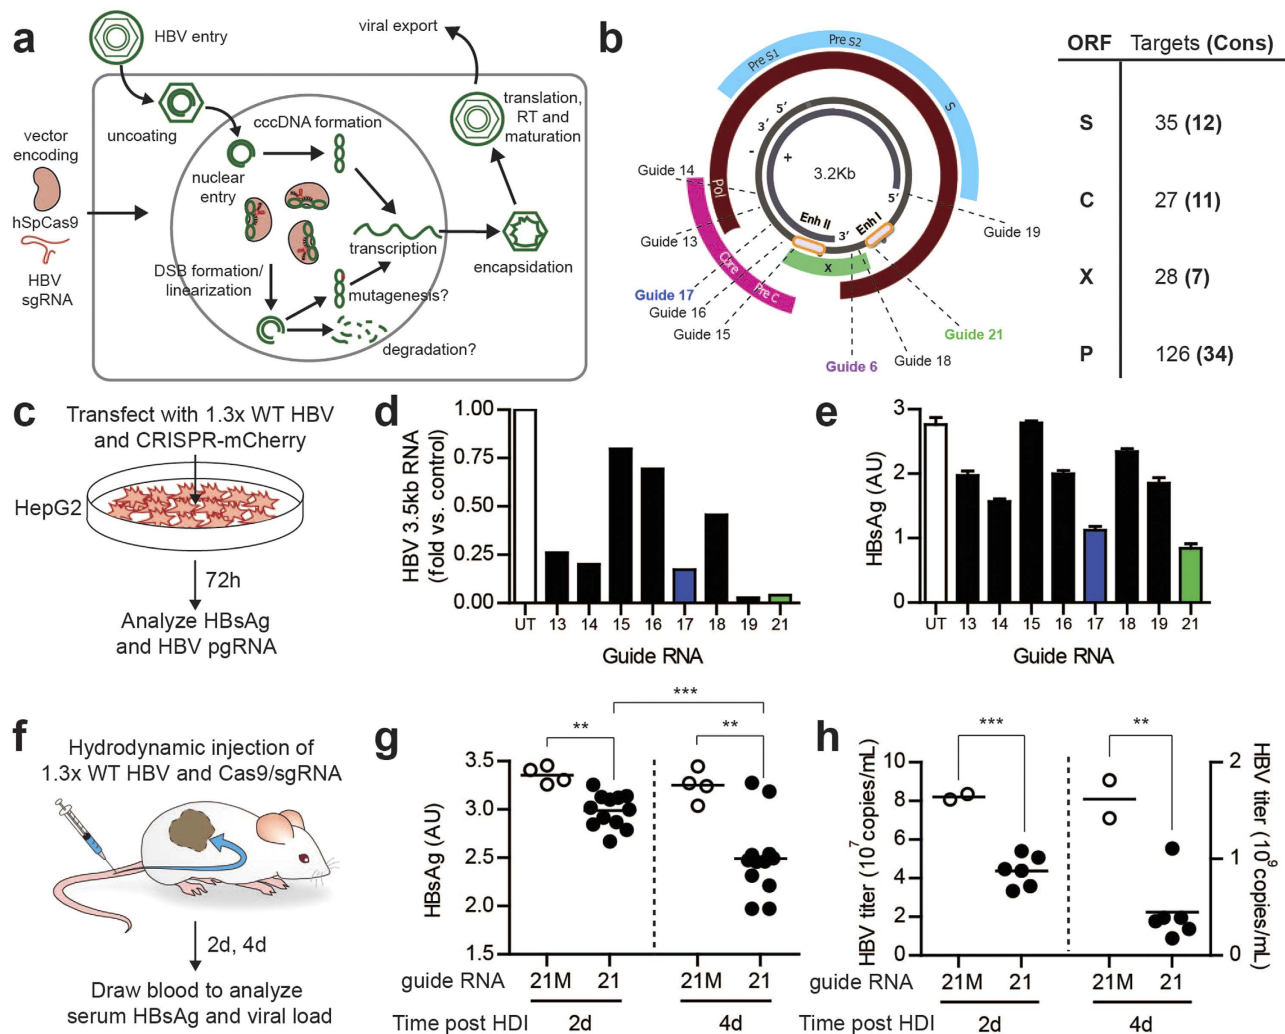 a
HBV entry
viral export
uncoating
cccDNA formation
translation,
RT and
maturation
vector
encoding
hSpCas9
HBV
sgRNA
nuclear
entry
transcription
encapsidation
DSB formation/
linearization
mutagenesis?
degradation?
b
Pre S1
Pre S2
S
5′
3′
-
+
3.2Kb
5′
Pol
Enh II
3′
Enh I
X
Core
Pre C
Guide 14
Guide 13
Guide 17
Guide 16
Guide 15
Guide 6
Guide 18
Guide 21
Guide 19
ORF Targets (Cons)
S 35 (12)
C 27 (11)
X 28 (7)
P 126 (34)
c
Transfect with 1.3x WT HBV
and CRISPR-mCherry
HepG2
72h
Analyze HBsAg
and HBV pgRNA
d
HBV 3.5kb RNA
(fold vs. control)
1.00
0.75
0.50
0.25
0.00
UT 13 14 15 16 17 18 19 21
Guide RNA
e
HBsAg (AU)
3
2
1
0
UT 13 14 15 16 17 18 19 21
Guide RNA
f
Hydrodynamic injection of
1.3x WT HBV and Cas9/sgRNA
2d, 4d
Draw blood to analyze
serum HBsAg and viral load
g
***
** **
HBsAg (AU)
3.5
3.0
2.5
2.0
1.5
guide RNA 21M 21 21M 21
Time post HDI 2d 4d
h
*** **
HBV titer (10⁷ copies/mL)
10
8
6
4
2
0
HBV titer
(10⁹ copies/mL)
2
1
0
21M 21 21M 21
2d 4d